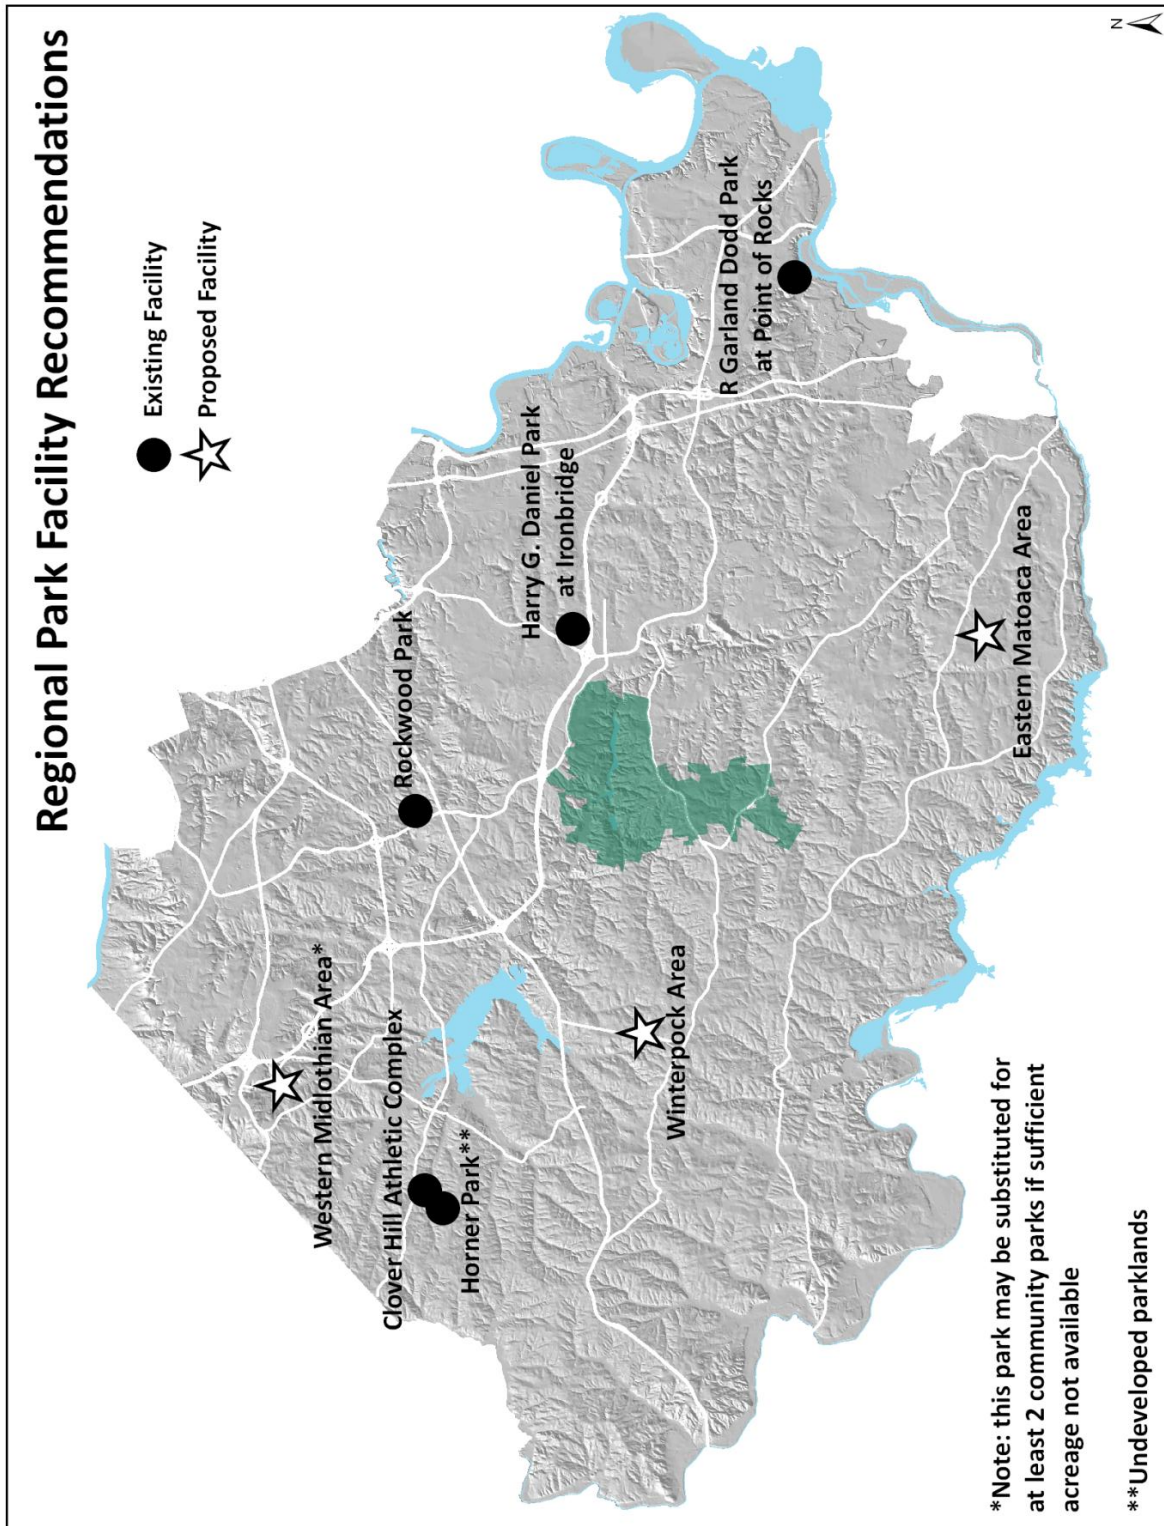 Regional Park Facility Recommendations
Existing Facility
Proposed Facility
N
Western Midlothian Area*
Clover Hill Athletic Complex
Horner Park**
Rockwood Park
Harry G. Daniel Park
at Ironbridge
R Garland Dodd Park
at Point of Rocks
Winterpock Area
Eastern Matoaca Area
*Note: this park may be substituted for
at least 2 community parks if sufficient
acreage not available
**Undeveloped parklands